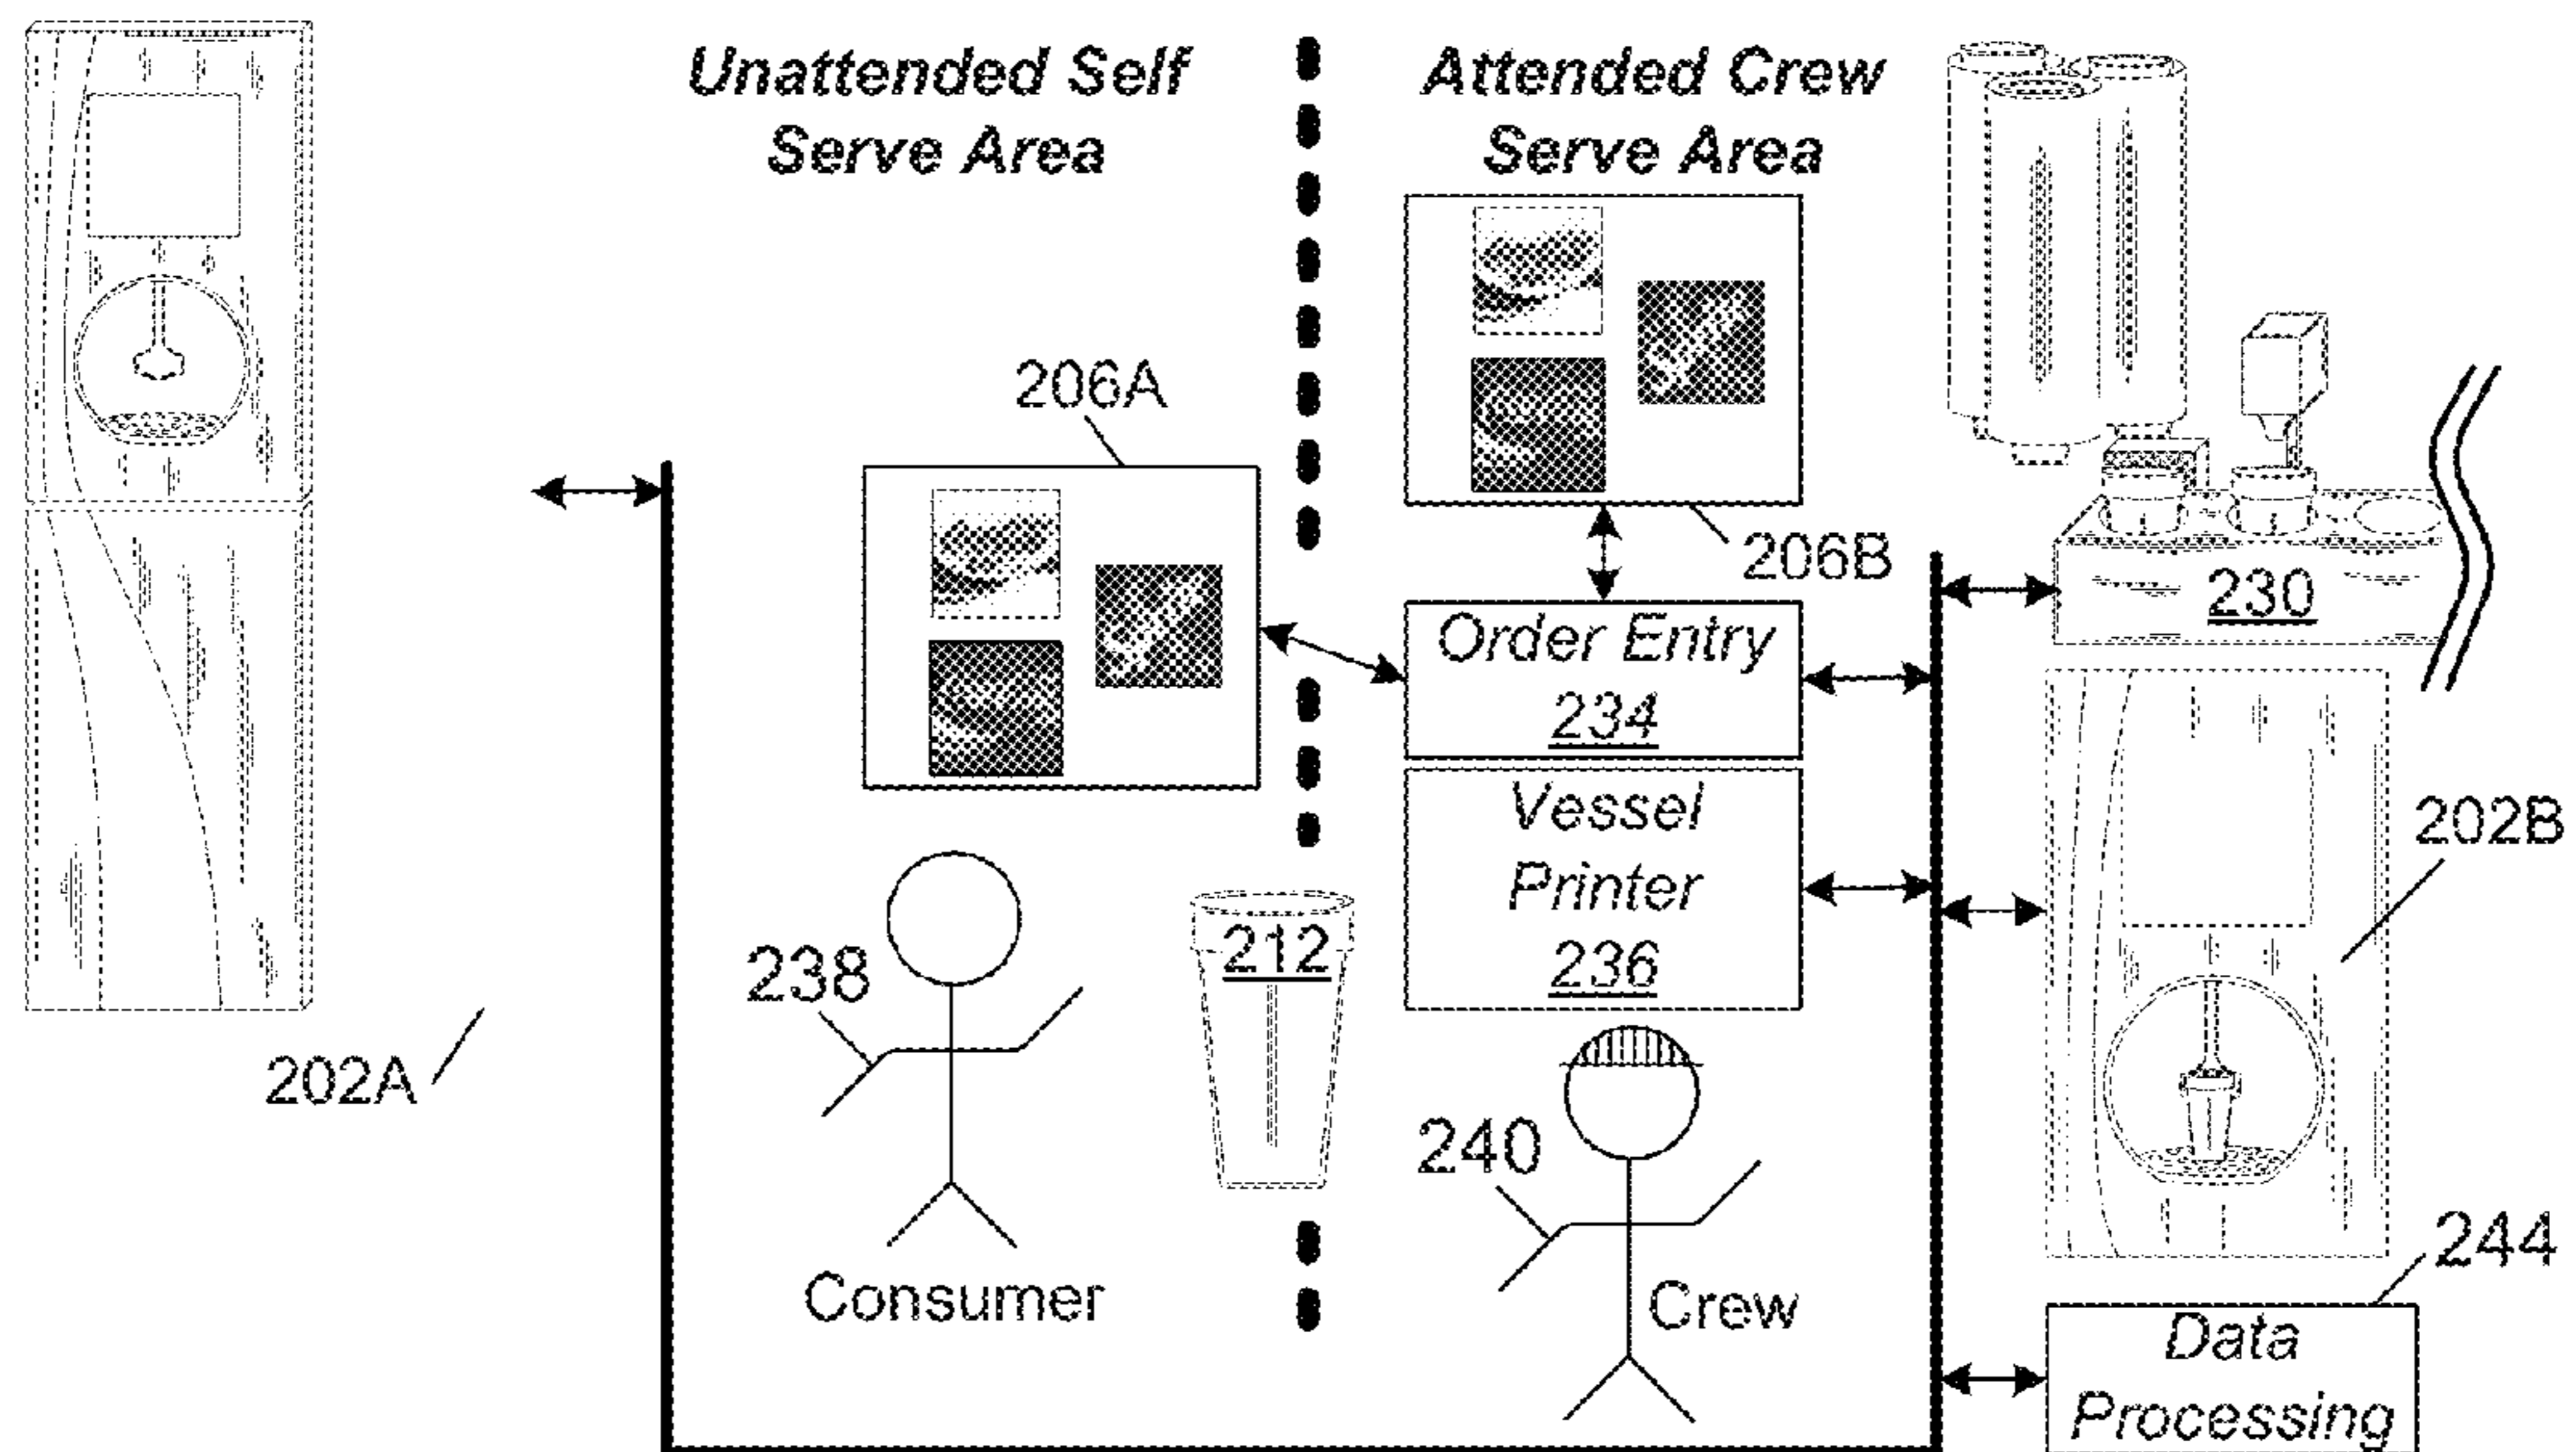 Unattended Self
Serve Area
Attended Crew
Serve Area
206A
206B
230
Order Entry
234
Vessel
Printer
236
202B
212
238
202A
240
Consumer
Crew
244
Data
Processing